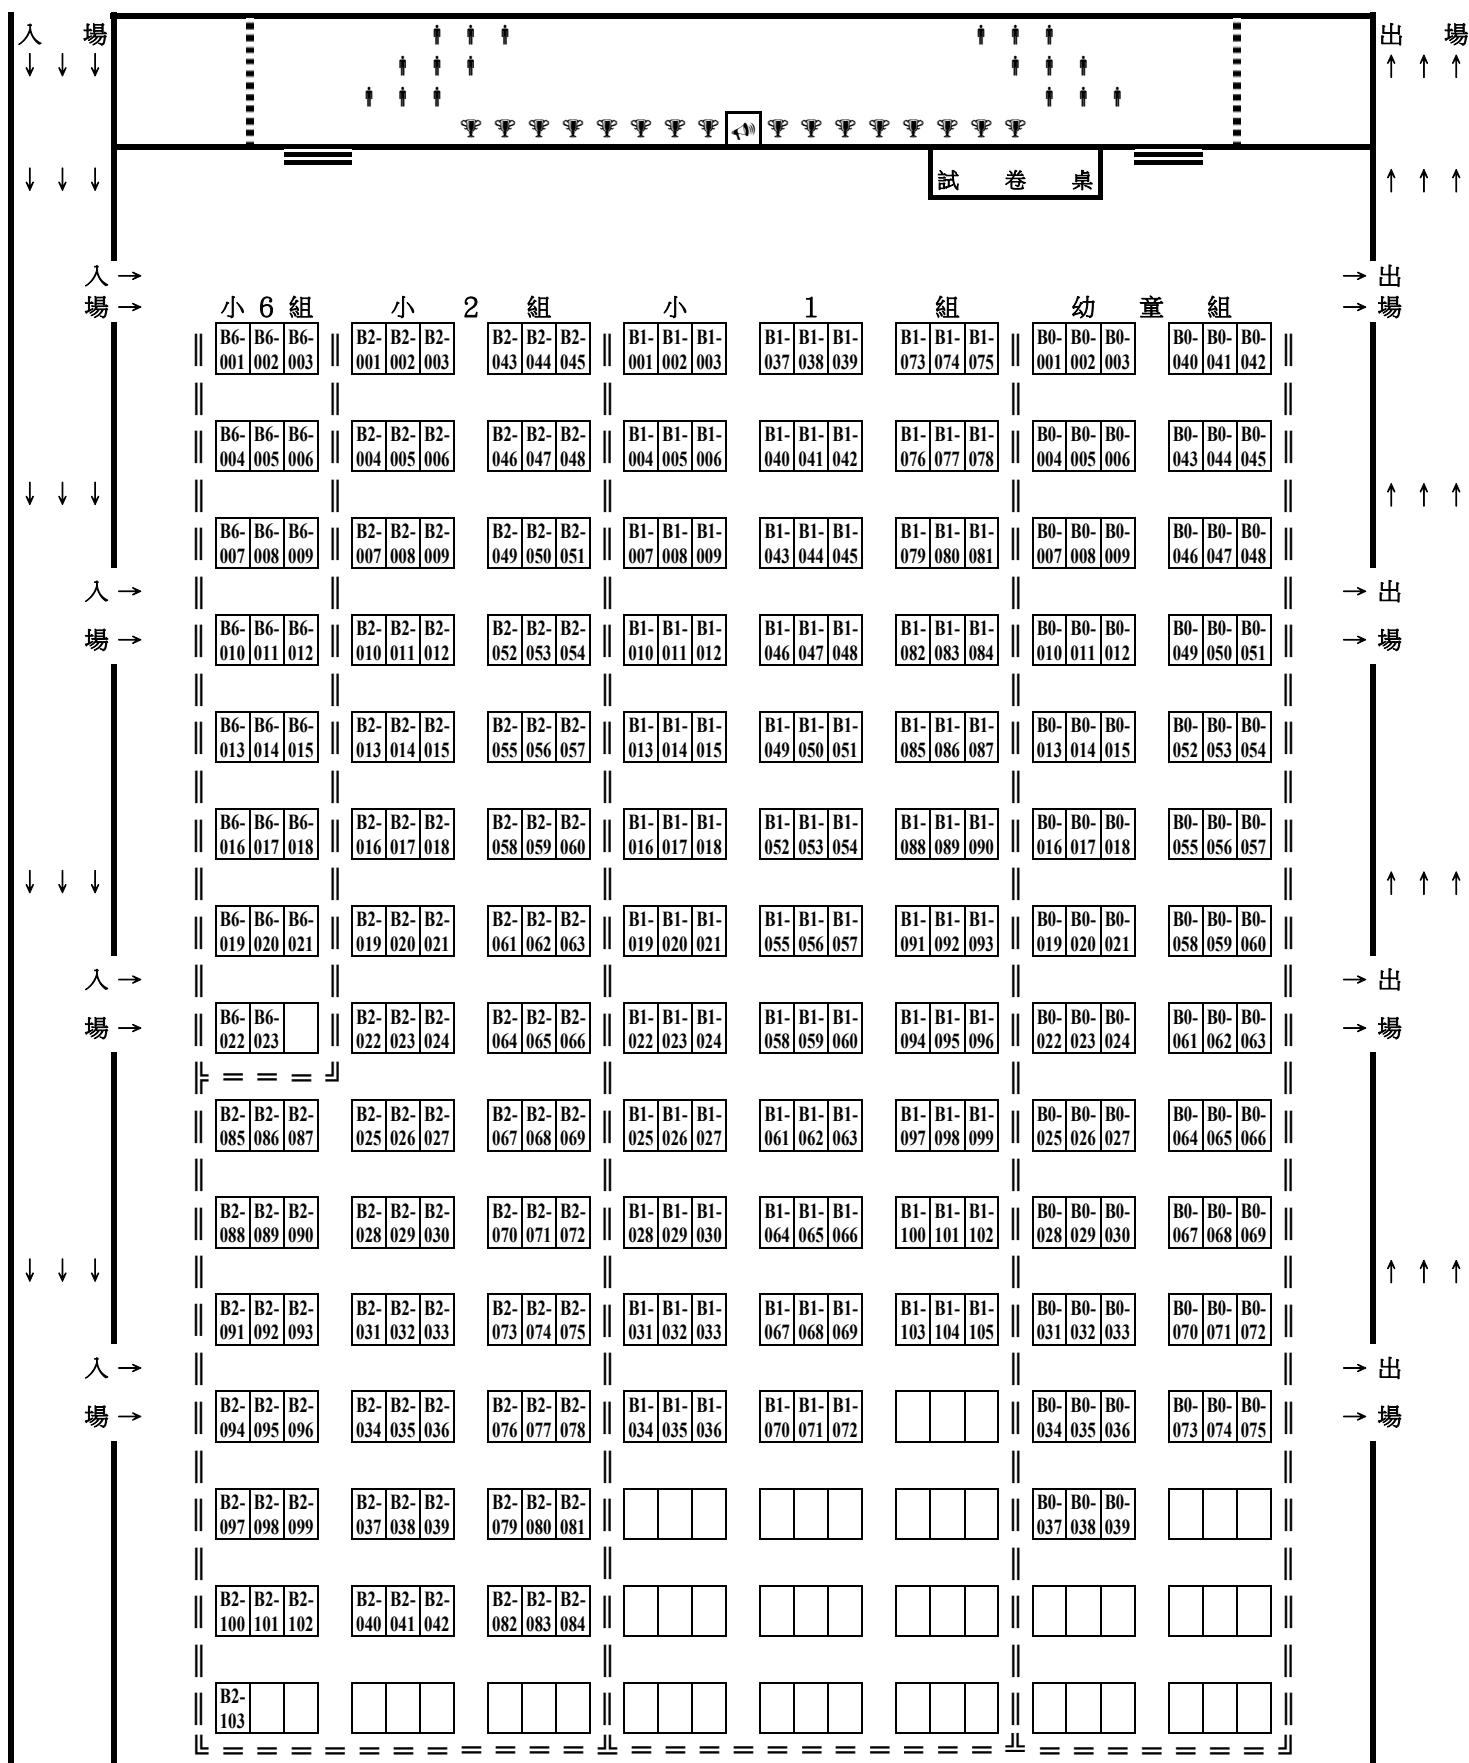 入 場 出 場
↓ ↓ ↓ ↑ ↑ ↑
↓ ↓ ↓ 試 卷 桌 ↑ ↑ ↑
入 → → 出
場 → 小 6 組 小 2 組 小 1 組 幼 童 組 → 場
B6-001 B6-002 B6-003 B2-001 B2-002 B2-003 B2-043 B2-044 B2-045 B1-001 B1-002 B1-003 B1-037 B1-038 B1-039 B1-073 B1-074 B1-075 B0-001 B0-002 B0-003 B0-040 B0-041 B0-042
B6-004 B6-005 B6-006 B2-004 B2-005 B2-006 B2-046 B2-047 B2-048 B1-004 B1-005 B1-006 B1-040 B1-041 B1-042 B1-076 B1-077 B1-078 B0-004 B0-005 B0-006 B0-043 B0-044 B0-045
↓ ↓ ↓ ↑ ↑ ↑
B6-007 B6-008 B6-009 B2-007 B2-008 B2-009 B2-049 B2-050 B2-051 B1-007 B1-008 B1-009 B1-043 B1-044 B1-045 B1-079 B1-080 B1-081 B0-007 B0-008 B0-009 B0-046 B0-047 B0-048
入 → → 出
場 → B6-010 B6-011 B6-012 B2-010 B2-011 B2-012 B2-052 B2-053 B2-054 B1-010 B1-011 B1-012 B1-046 B1-047 B1-048 B1-082 B1-083 B1-084 B0-010 B0-011 B0-012 B0-049 B0-050 B0-051 → 場
B6-013 B6-014 B6-015 B2-013 B2-014 B2-015 B2-055 B2-056 B2-057 B1-013 B1-014 B1-015 B1-049 B1-050 B1-051 B1-085 B1-086 B1-087 B0-013 B0-014 B0-015 B0-052 B0-053 B0-054
B6-016 B6-017 B6-018 B2-016 B2-017 B2-018 B2-058 B2-059 B2-060 B1-016 B1-017 B1-018 B1-052 B1-053 B1-054 B1-088 B1-089 B1-090 B0-016 B0-017 B0-018 B0-055 B0-056 B0-057
↓ ↓ ↓ ↑ ↑ ↑
B6-019 B6-020 B6-021 B2-019 B2-020 B2-021 B2-061 B2-062 B2-063 B1-019 B1-020 B1-021 B1-055 B1-056 B1-057 B1-091 B1-092 B1-093 B0-019 B0-020 B0-021 B0-058 B0-059 B0-060
入 → → 出
場 → B6-022 B6-023 B2-022 B2-023 B2-024 B2-064 B2-065 B2-066 B1-022 B1-023 B1-024 B1-058 B1-059 B1-060 B1-094 B1-095 B1-096 B0-022 B0-023 B0-024 B0-061 B0-062 B0-063 → 場
B2-085 B2-086 B2-087 B2-025 B2-026 B2-027 B2-067 B2-068 B2-069 B1-025 B1-026 B1-027 B1-061 B1-062 B1-063 B1-097 B1-098 B1-099 B0-025 B0-026 B0-027 B0-064 B0-065 B0-066
B2-088 B2-089 B2-090 B2-028 B2-029 B2-030 B2-070 B2-071 B2-072 B1-028 B1-029 B1-030 B1-064 B1-065 B1-066 B1-100 B1-101 B1-102 B0-028 B0-029 B0-030 B0-067 B0-068 B0-069
↓ ↓ ↓ ↑ ↑ ↑
B2-091 B2-092 B2-093 B2-031 B2-032 B2-033 B2-073 B2-074 B2-075 B1-031 B1-032 B1-033 B1-067 B1-068 B1-069 B1-103 B1-104 B1-105 B0-031 B0-032 B0-033 B0-070 B0-071 B0-072
入 → → 出
場 → B2-094 B2-095 B2-096 B2-034 B2-035 B2-036 B2-076 B2-077 B2-078 B1-034 B1-035 B1-036 B1-070 B1-071 B1-072 B0-034 B0-035 B0-036 B0-073 B0-074 B0-075 → 場
B2-097 B2-098 B2-099 B2-037 B2-038 B2-039 B2-079 B2-080 B2-081 B0-037 B0-038 B0-039
B2-100 B2-101 B2-102 B2-040 B2-041 B2-042 B2-082 B2-083 B2-084
B2-103